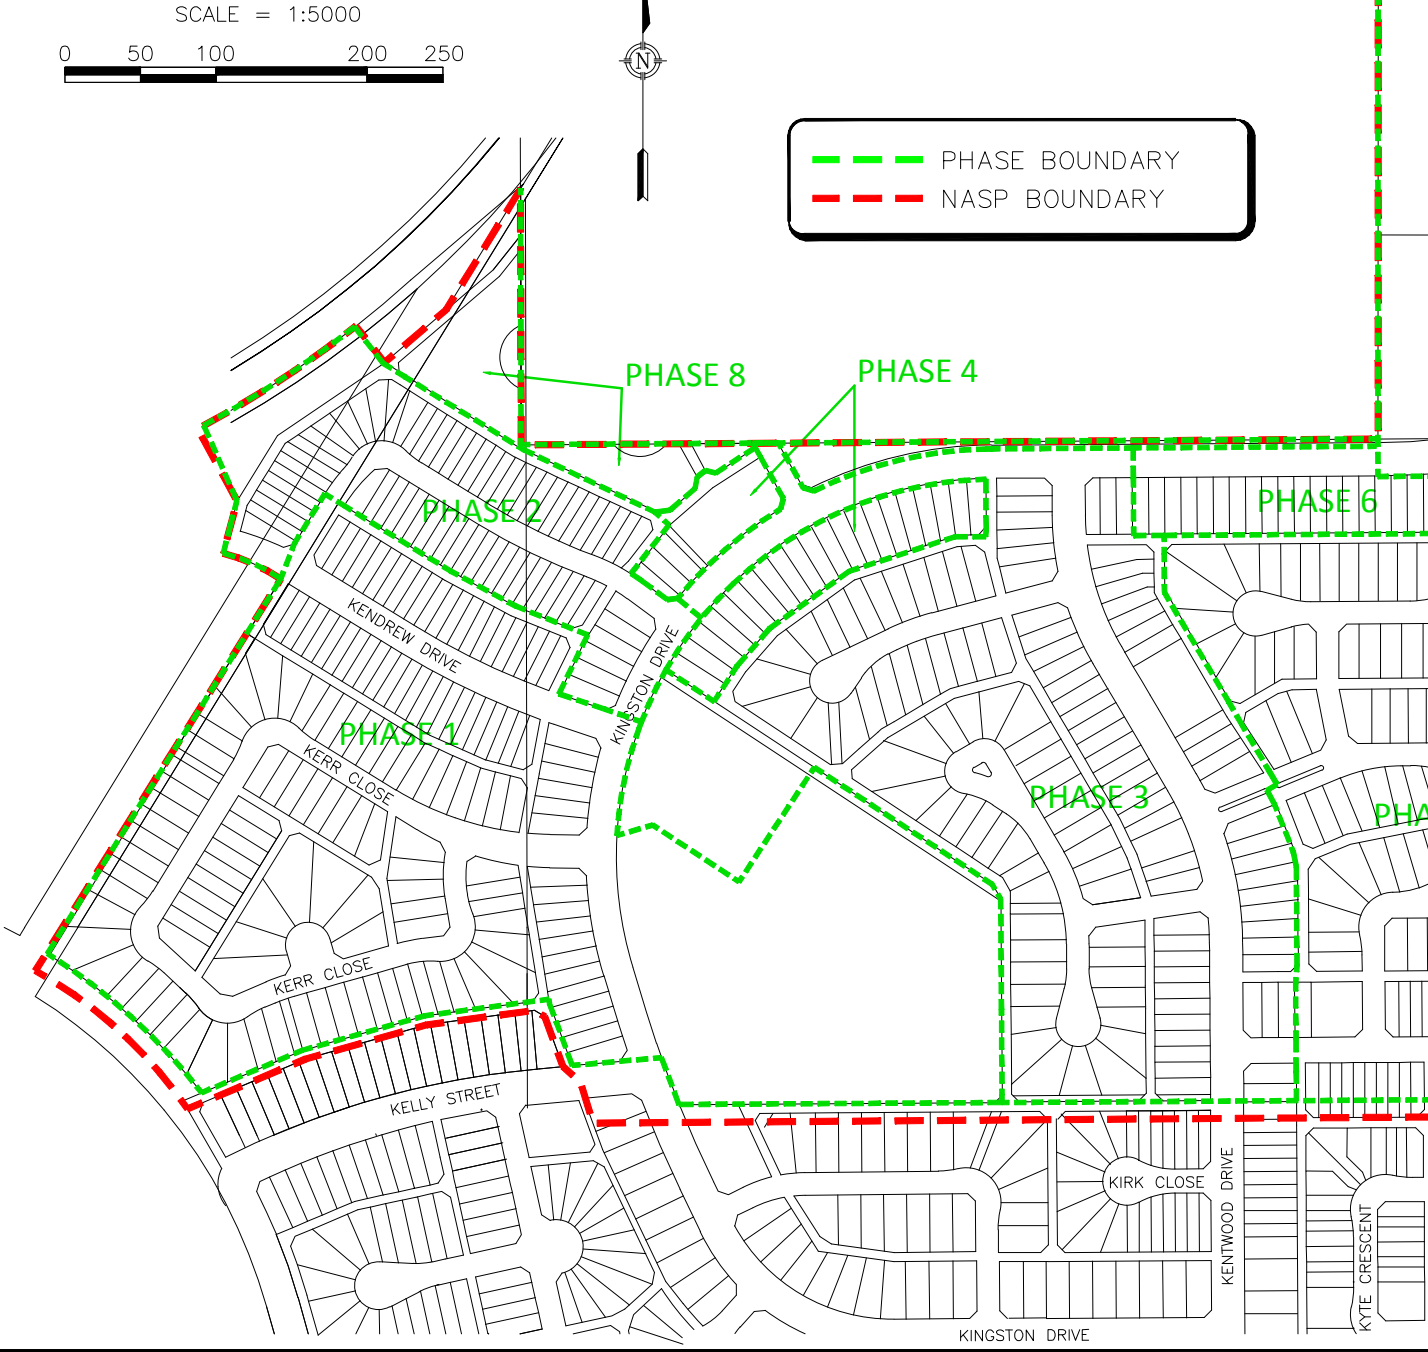 SCALE = 1:5000
0 50 100 200 250
N
PHASE BOUNDARY
NASP BOUNDARY
PHASE 8
PHASE 4
PHASE 2
PHASE 6
KENDREW DRIVE
KINGSTON DRIVE
PHASE 1
KERR CLOSE
PHASE 3
PHA
KERR CLOSE
KELLY STREET
KIRK CLOSE
KENTWOOD DRIVE
KYTE CRESCENT
KINGSTON DRIVE